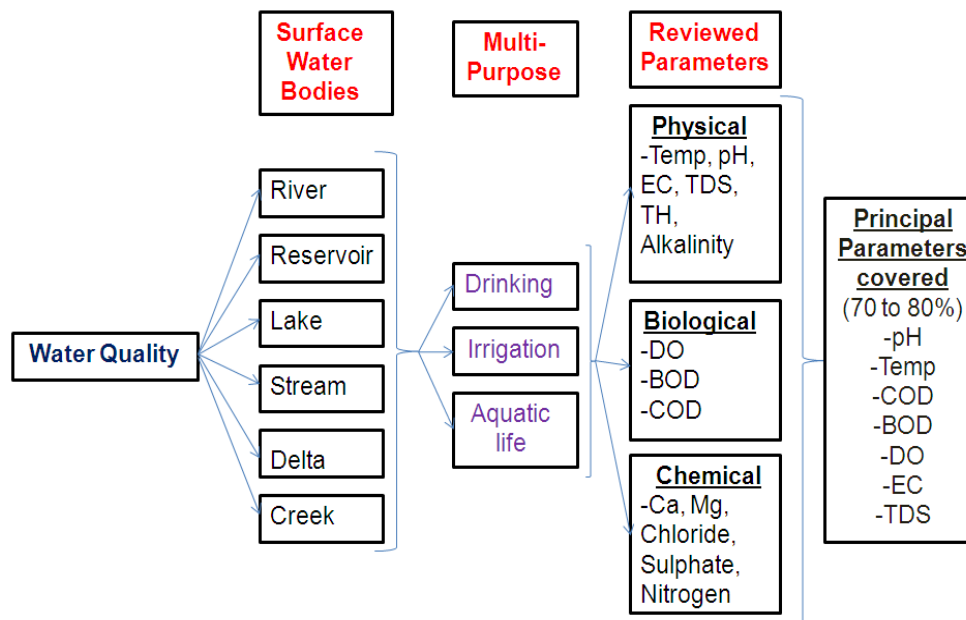 Surface
Water
Bodies
Multi-
Purpose
Reviewed
Parameters
Water Quality
River
Reservoir
Lake
Stream
Delta
Creek
Drinking
Irrigation
Aquatic
life
Physical
-Temp, pH,
EC, TDS,
TH,
Alkalinity
Biological
-DO
-BOD
-COD
Chemical
-Ca, Mg,
Chloride,
Sulphate,
Nitrogen
Principal
Parameters
covered
(70 to 80%)
-pH
-Temp
-COD
-BOD
-DO
-EC
-TDS